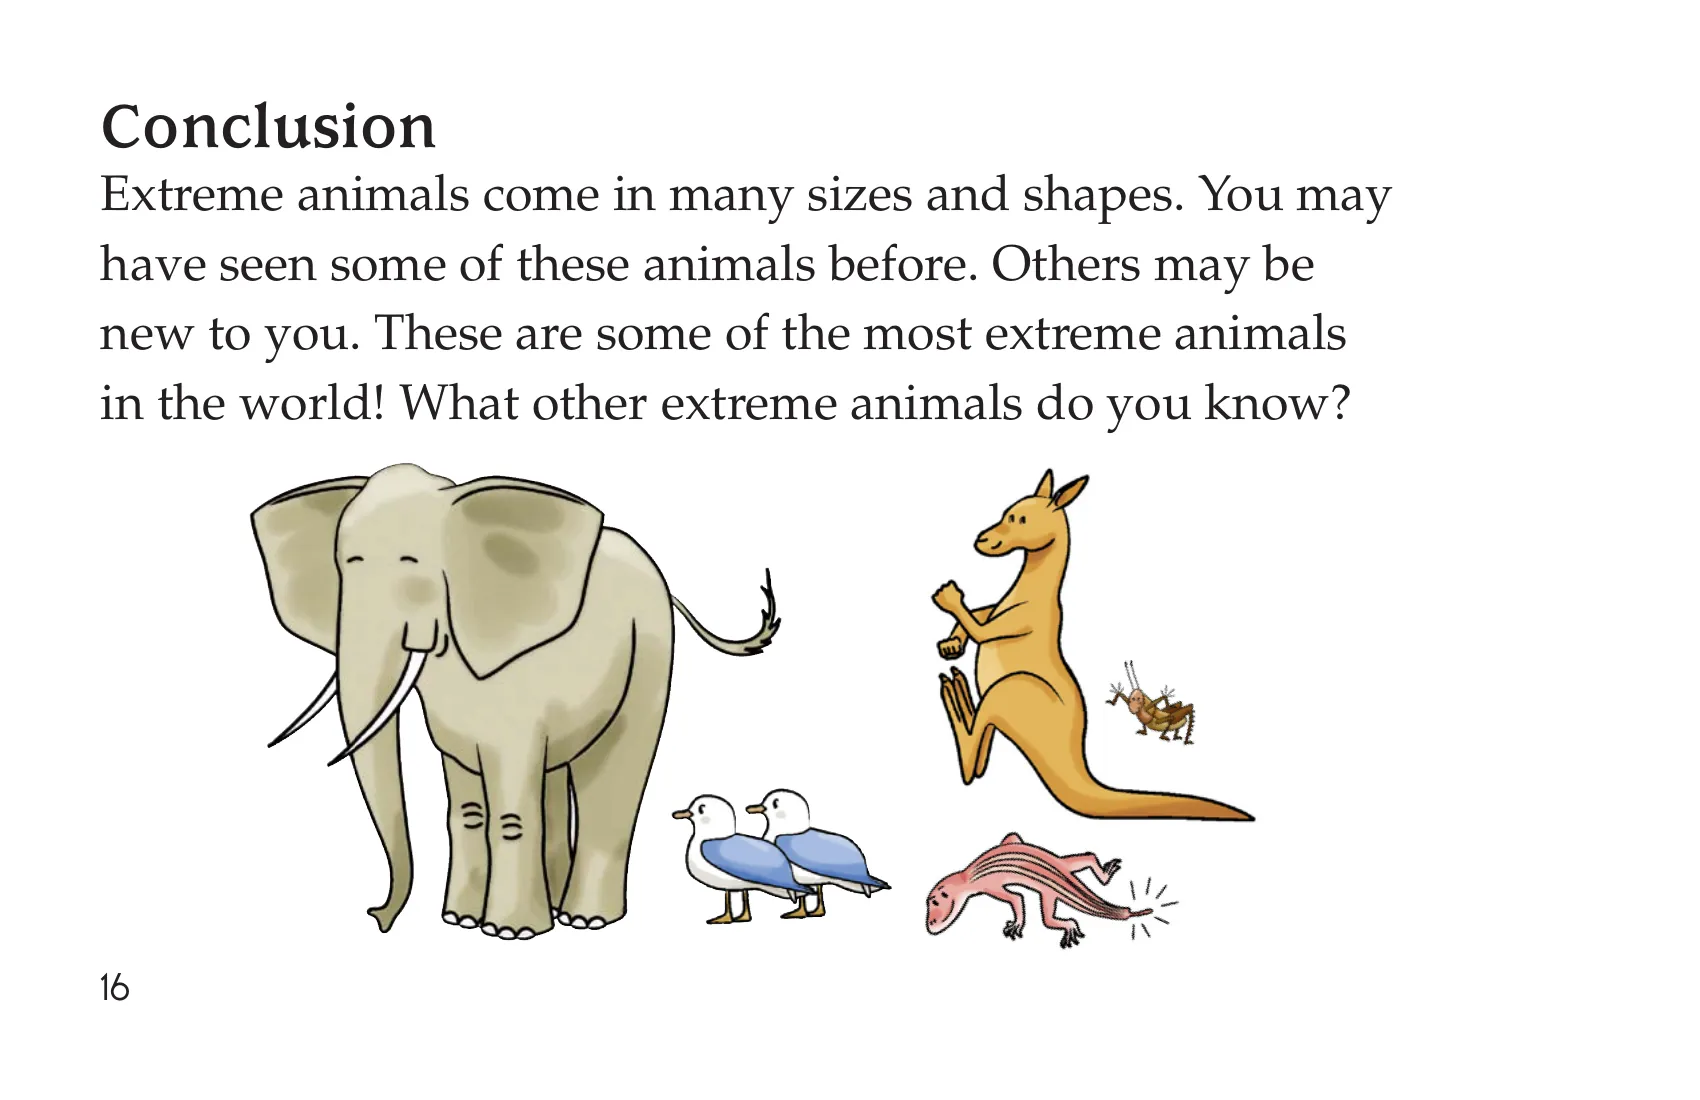 Conclusion
Extreme animals come in many sizes and shapes. You may
have seen some of these animals before. Others may be
new to you. These are some of the most extreme animals
in the world! What other extreme animals do you know?
16